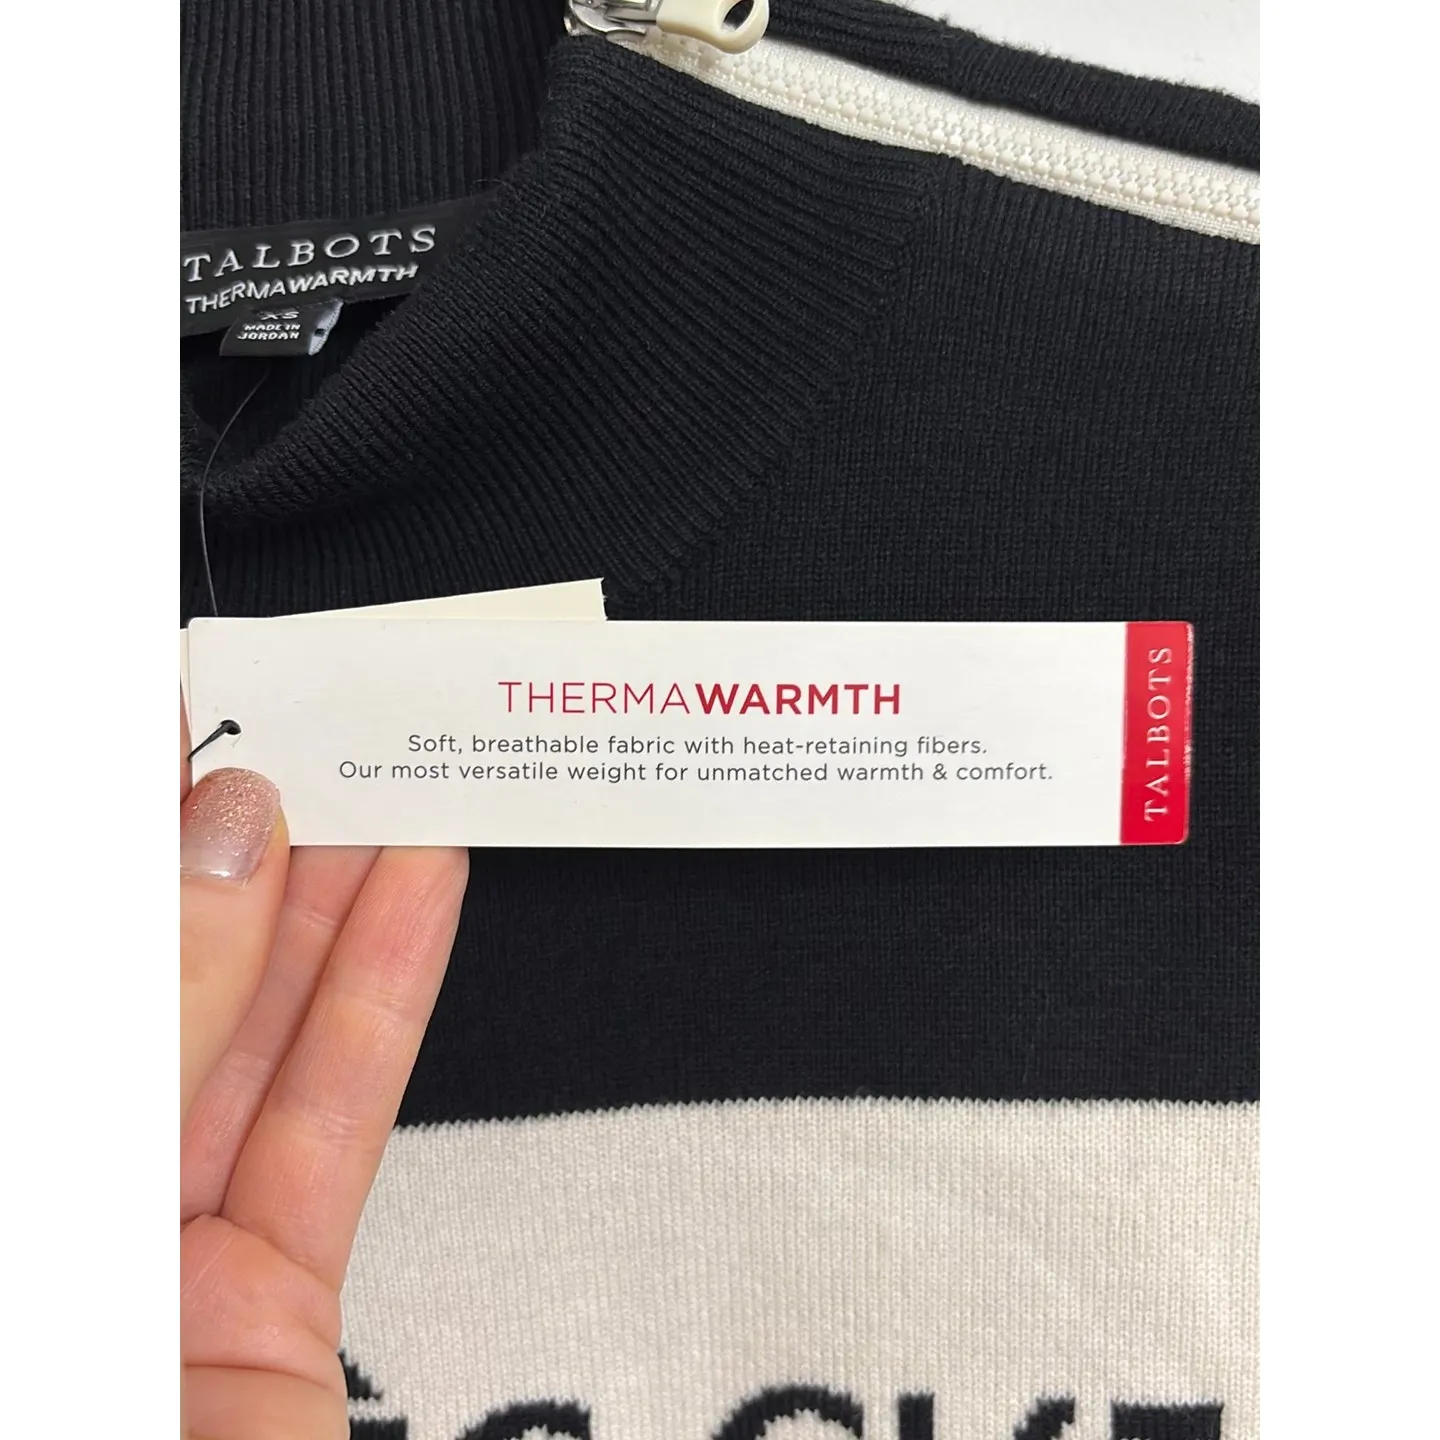 TALBOTS
THERMAWARMTH
XS
MADE IN
JORDAN
THERMAWARMTH
Soft, breathable fabric with heat-retaining fibers.
Our most versatile weight for unmatched warmth & comfort.
TALBOTS